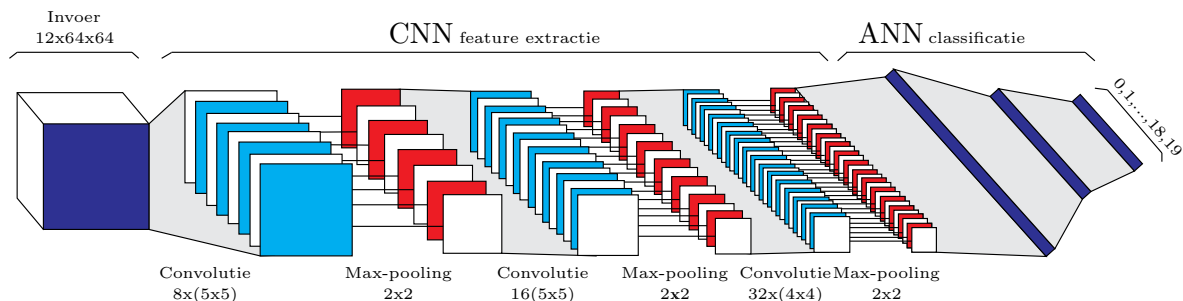 Invoer
12x64x64
CNN feature extractie
ANN classificatie
0,1,...,18,19
Convolutie
8x(5x5)
Max-pooling
2x2
Convolutie
16(5x5)
Max-pooling
2x2
Convolutie
32x(4x4)
Max-pooling
2x2